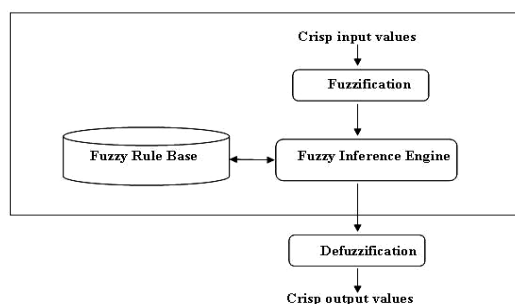 Crisp input values
Fuzzification
Fuzzy Rule Base
Fuzzy Inference Engine
Defuzzification
Crisp output values